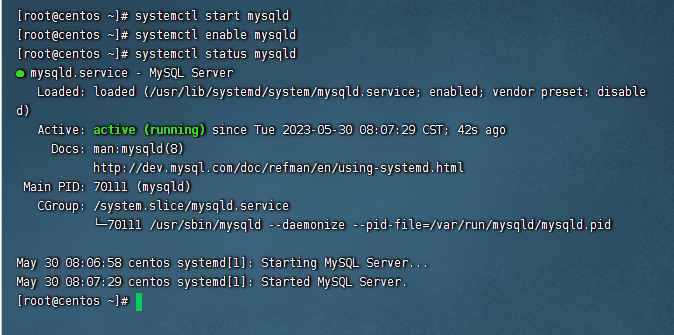 [root@centos ~]# systemctl start mysqld
[root@centos ~]# systemctl enable mysqld
[root@centos ~]# systemctl status mysqld
● mysqld.service - MySQL Server
   Loaded: loaded (/usr/lib/systemd/system/mysqld.service; enabled; vendor preset: disable
d)
   Active: active (running) since Tue 2023-05-30 08:07:29 CST; 42s ago
     Docs: man:mysqld(8)
           http://dev.mysql.com/doc/refman/en/using-systemd.html
 Main PID: 70111 (mysqld)
   CGroup: /system.slice/mysqld.service
           └─70111 /usr/sbin/mysqld --daemonize --pid-file=/var/run/mysqld/mysqld.pid

May 30 08:06:58 centos systemd[1]: Starting MySQL Server...
May 30 08:07:29 centos systemd[1]: Started MySQL Server.
[root@centos ~]#